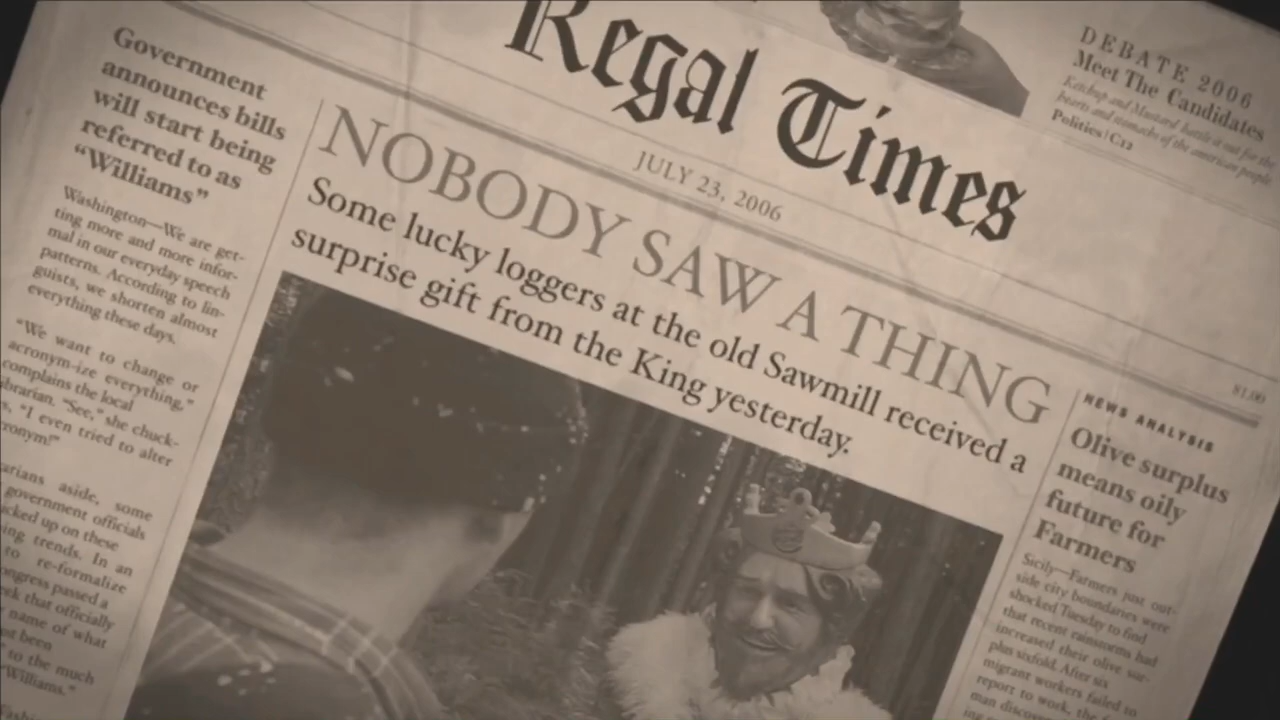 Regal Times
DEBATE 2006
Meet The Candidates
Ketchup and Mustard battle it out for the
hearts and stomachs of the american people
Politics | C12
JULY 23, 2006
$1.00
Government
announces bills
will start being
referred to as
“Williams”
Washington—We are get-
ting more and more infor-
mal in our everyday speech
patterns. According to lin-
guists, we shorten almost
everything these days.
“We want to change or
acronym-ize everything,”
complains the local
librarian. “See,” she chuck-
“I even tried to alter
cronym!”
arians aside, some
government officials
icked up on these
ing trends. In an
to re-formalize
ongress passed a
eek that officially
name of what
ot been
” to the much
“Williams.”
NOBODY SAW A THING
Some lucky loggers at the old Sawmill received a
surprise gift from the King yesterday.
NEWS ANALYSIS
Olive surplus
means oily
future for
Farmers
Sicily—Farmers just out-
side city boundaries were
shocked Tuesday to find
that recent rainstorms had
increased their olive sur-
plus sixfold. After six
migrant workers failed to
report to work, the
man discov